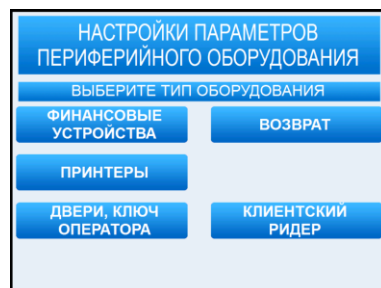 НАСТРОЙКИ ПАРАМЕТРОВ
ПЕРИФЕРИЙНОГО ОБОРУДОВАНИЯ
ВЫБЕРИТЕ ТИП ОБОРУДОВАНИЯ
ФИНАНСОВЫЕ
УСТРОЙСТВА
ВОЗВРАТ
ПРИНТЕРЫ
ДВЕРИ, КЛЮЧ
ОПЕРАТОРА
КЛИЕНТСКИЙ
РИДЕР